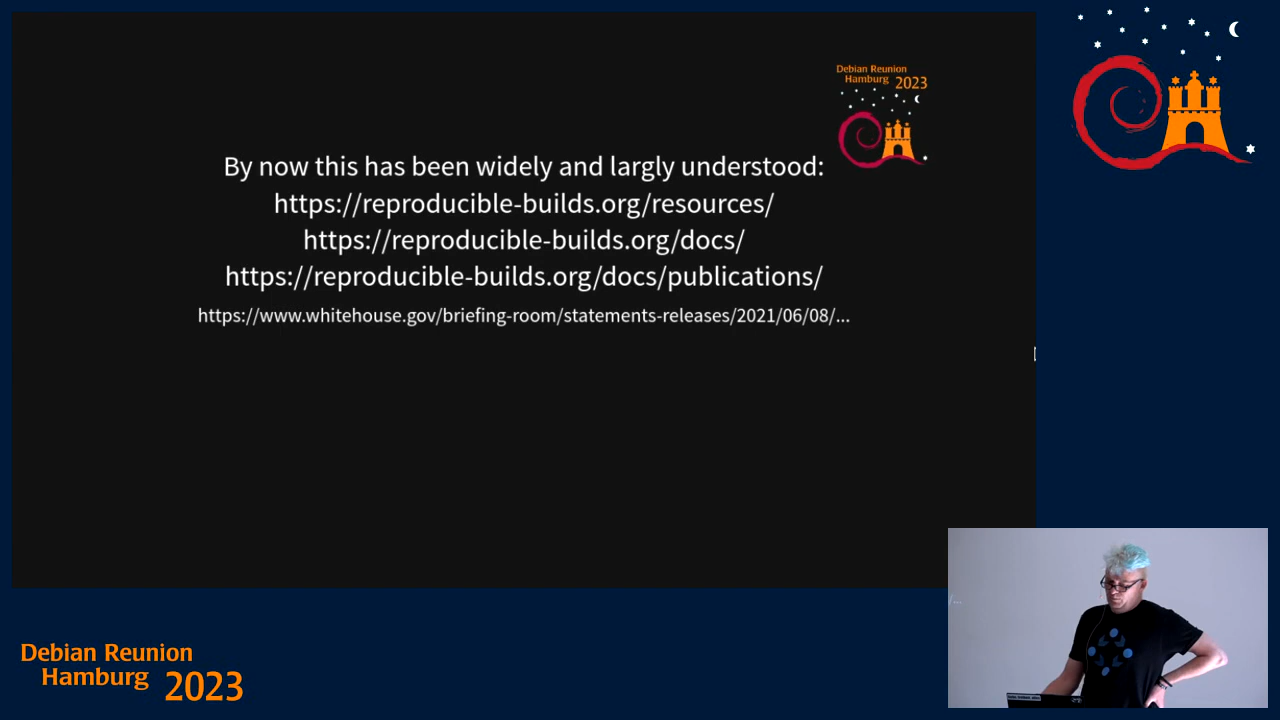 Debian Reunion
Hamburg 2023
By now this has been widely and largly understood:
https://reproducible-builds.org/resources/
https://reproducible-builds.org/docs/
https://reproducible-builds.org/docs/publications/
https://www.whitehouse.gov/briefing-room/statements-releases/2021/06/08/...
Debian Reunion
Hamburg 2023